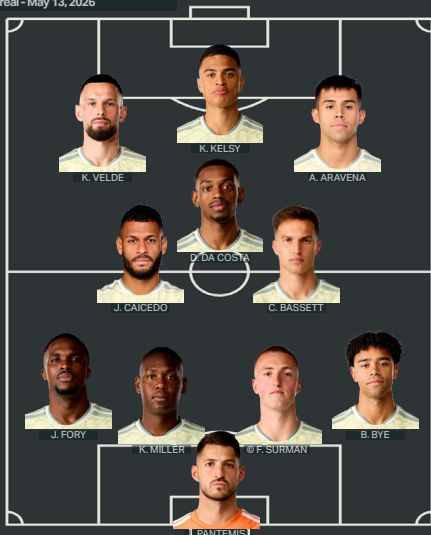 real - May 13, 2026
K. KELSY
K. VELDE
A. ARAVENA
D. DA COSTA
J. CAICEDO
C. BASSETT
J. FORY
B. BYE
K. MILLER
© F. SURMAN
J. PANTEMIS